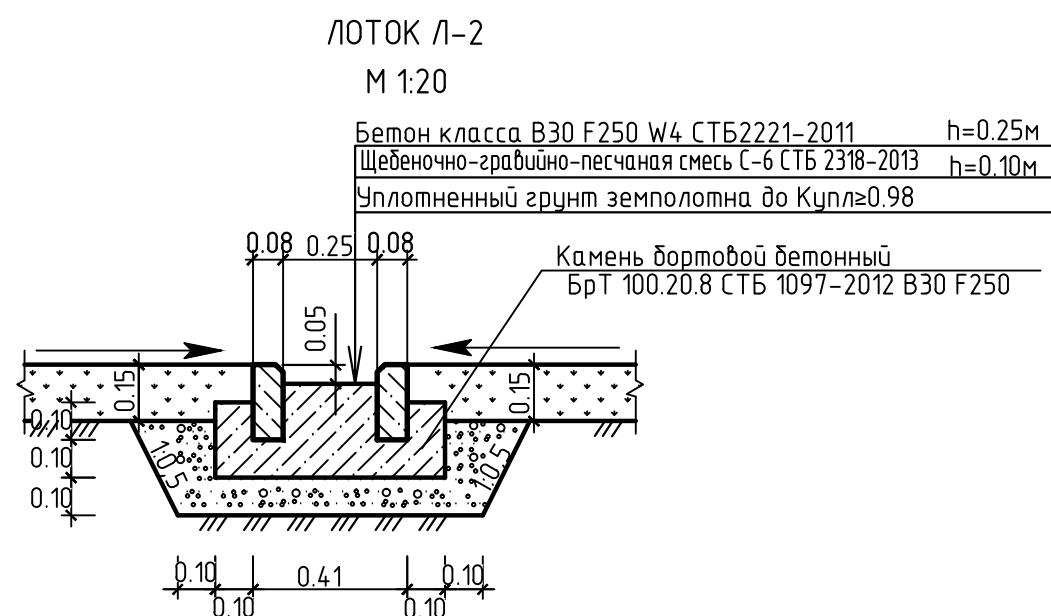 ЛОТОК Л-2
М 1:20
Бетон класса В30 F250 W4 СТБ2221-2011 h=0.25м
Щебеночно-гравийно-песчаная смесь С-6 СТБ 2318-2013 h=0.10м
Уплотненный грунт земполотна до Купл≥0.98
0.08 0.25 0.08
Камень бортовой бетонный
БрТ 100.20.8 СТБ 1097-2012 В30 F250
0.05
0.15
0.15
0.10
0.10
0.10
1:0,5
1:0,5
0.10 0.41 0.10
0.10 0.10